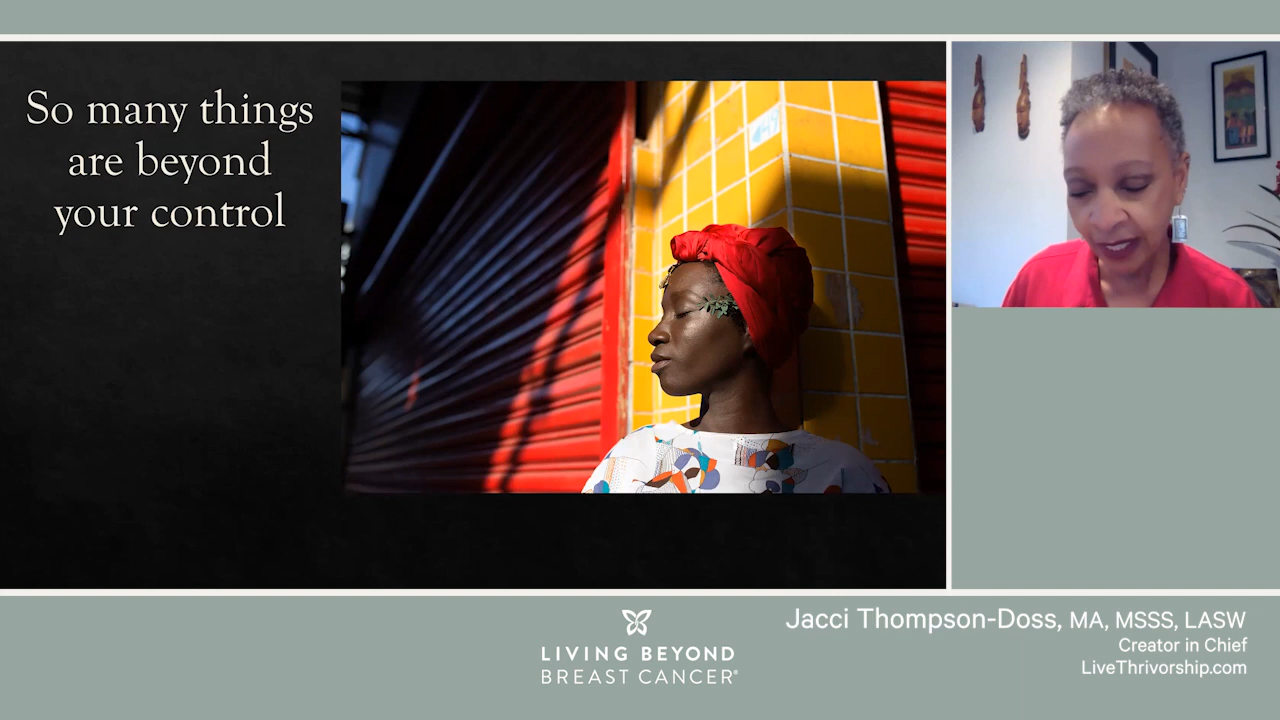 So many things
are beyond
your control
LIVING BEYOND
BREAST CANCER®
Jacci Thompson-Doss, MA, MSSS, LASW
Creator in Chief
LiveThrivorship.com